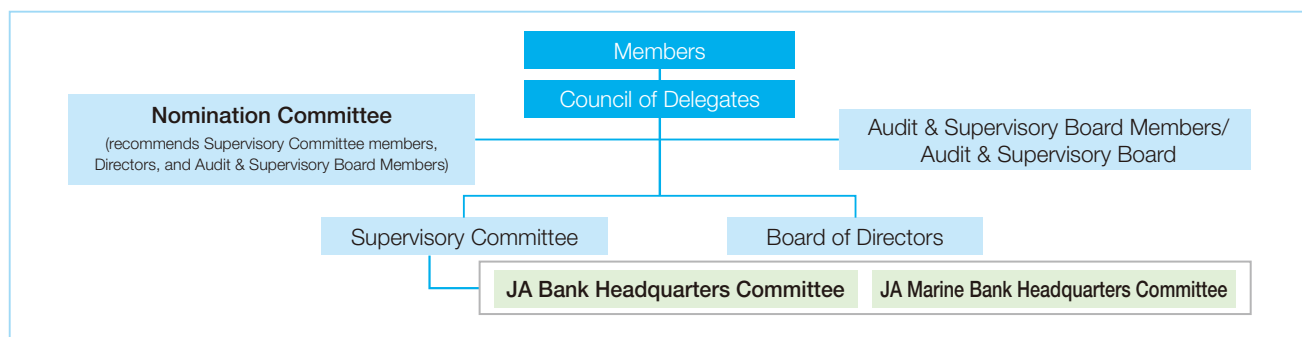 Members
Council of Delegates
Nomination Committee
(recommends Supervisory Committee members,
Directors, and Audit & Supervisory Board Members)
Audit & Supervisory Board Members/
Audit & Supervisory Board
Supervisory Committee
Board of Directors
JA Bank Headquarters Committee
JA Marine Bank Headquarters Committee